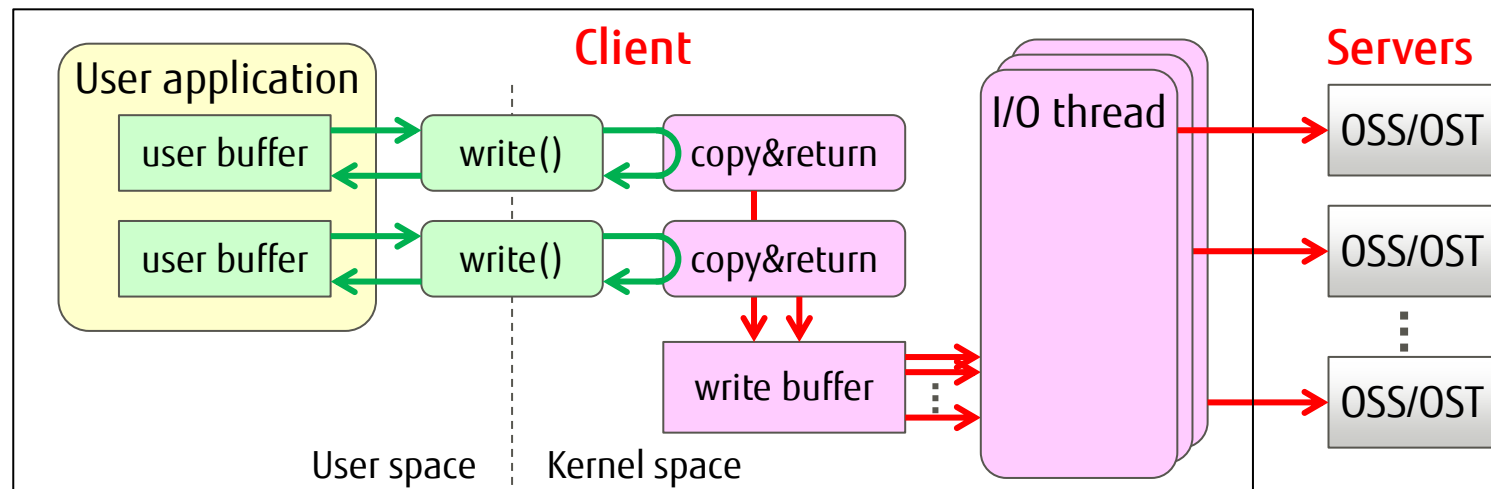 Client
Servers
User application
I/O thread
user buffer
write()
copy&return
OSS/OST
user buffer
write()
copy&return
OSS/OST
write buffer
OSS/OST
User space
Kernel space